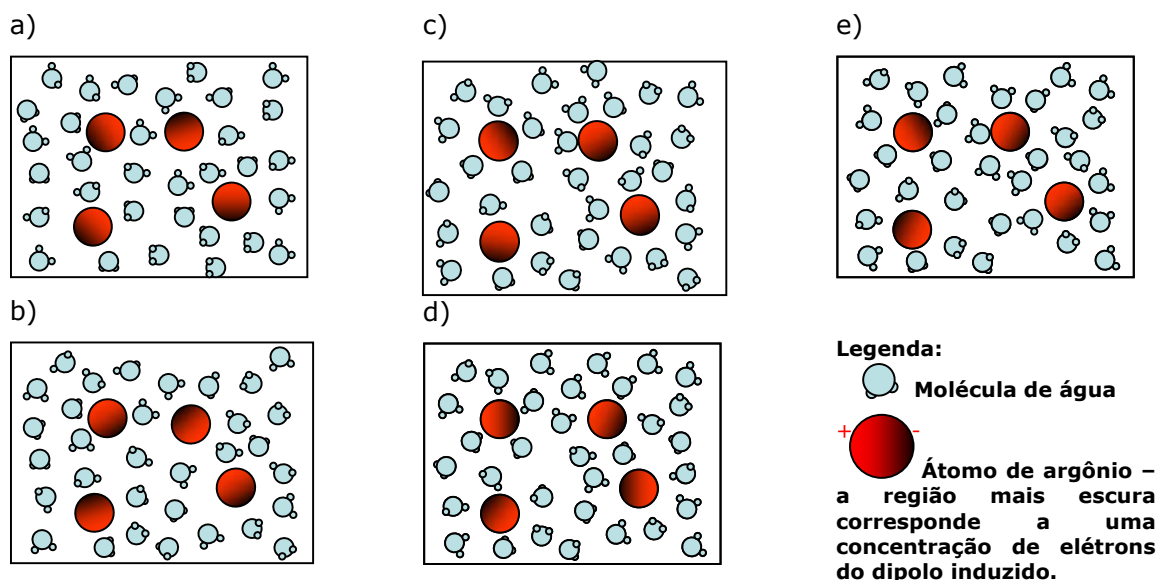 a)
c)
e)
b)
d)
Legenda:
Molécula de água
+ -
Átomo de argônio –
a região mais escura
corresponde a uma
concentração de elétrons
do dipolo induzido.